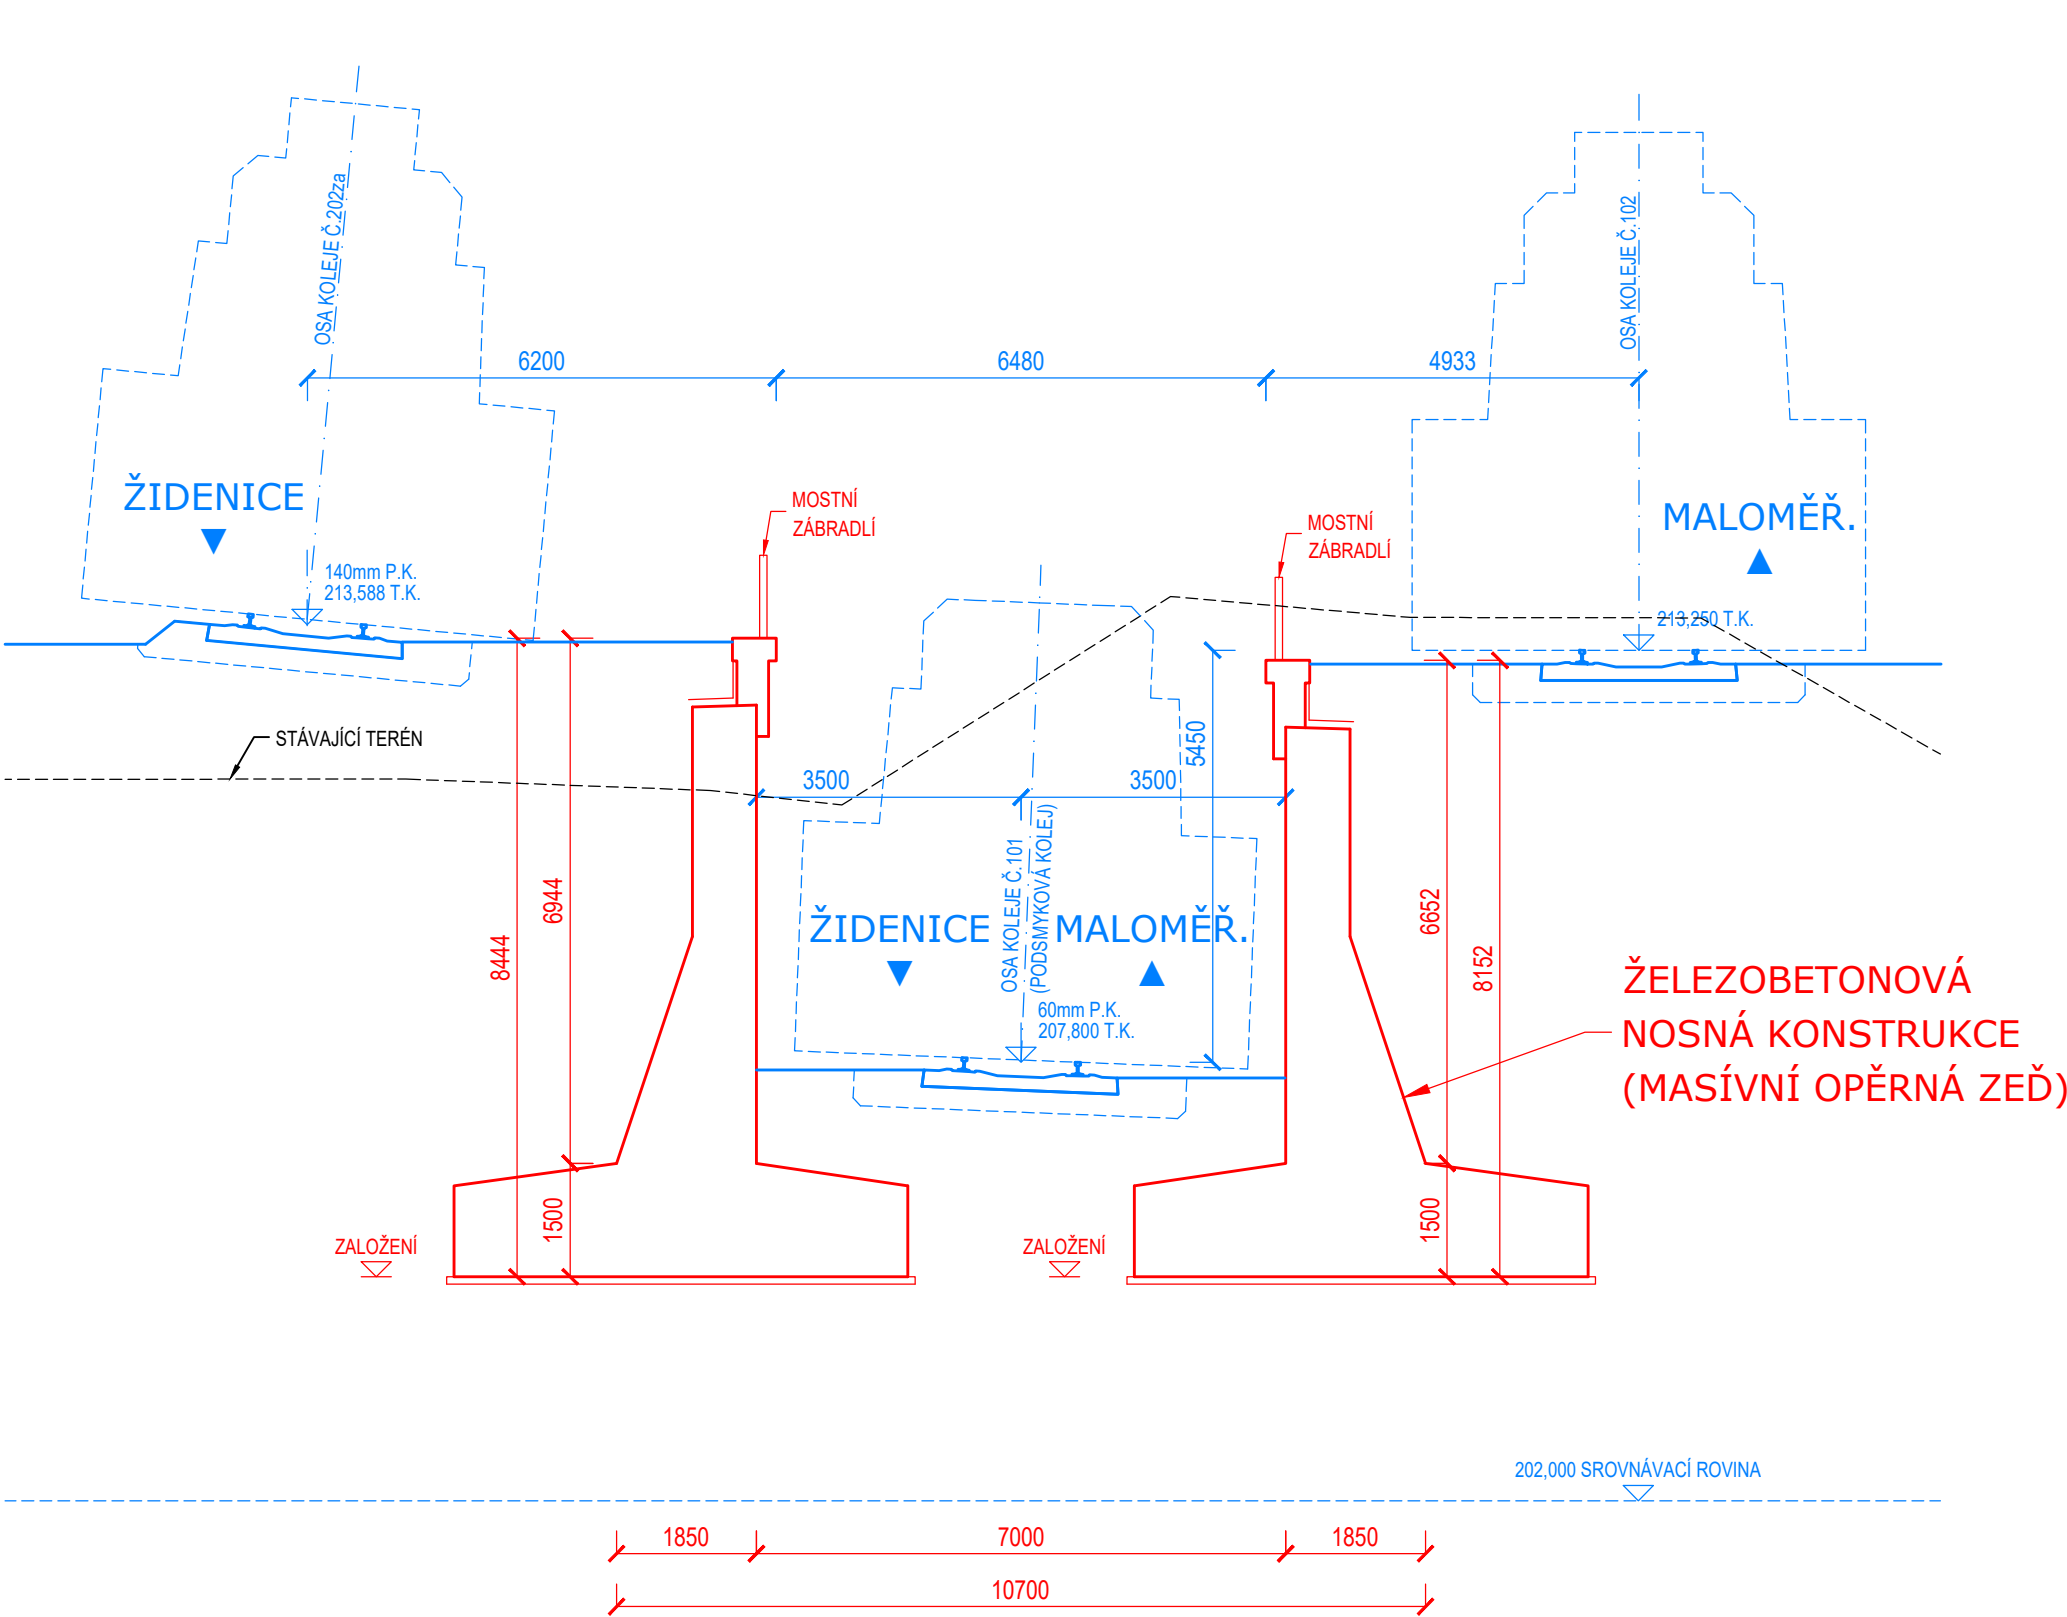 OSA KOLEJE Č.202za
OSA KOLEJE Č.102
6200
6480
4933
ŽIDENICE
140mm P.K.
213,588 T.K.
MOSTNÍ
ZÁBRADLÍ
MOSTNÍ
ZÁBRADLÍ
MALOMĚŘ.
213,250 T.K.
STÁVAJÍCÍ TERÉN
3500
3500
5450
OSA KOLEJE Č.101
(PODSMYKOVÁ KOLEJ)
ŽIDENICE
MALOMĚŘ.
60mm P.K.
207,800 T.K.
8444
6944
1500
6652
8152
1500
ŽELEZOBETONOVÁ
NOSNÁ KONSTRUKCE
(MASÍVNÍ OPĚRNÁ ZEĎ)
ZALOŽENÍ
ZALOŽENÍ
202,000 SROVNÁVACÍ ROVINA
1850
7000
1850
10700